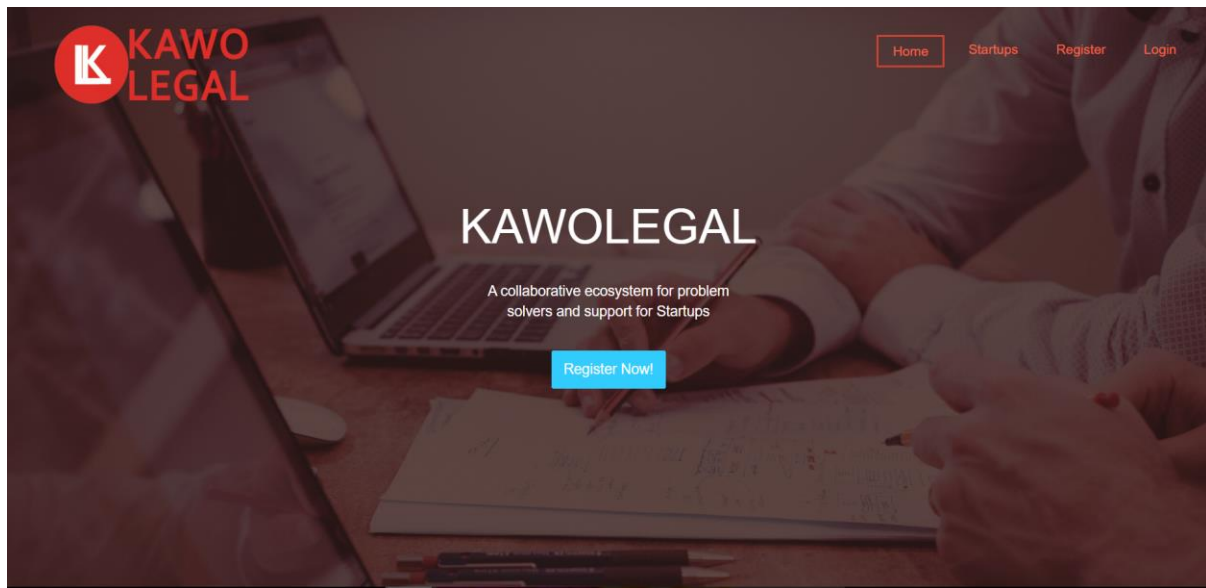 KAWO
LEGAL
Home
Startups
Register
Login
KAWOLEGAL
A collaborative ecosystem for problem
solvers and support for Startups
Register Now!